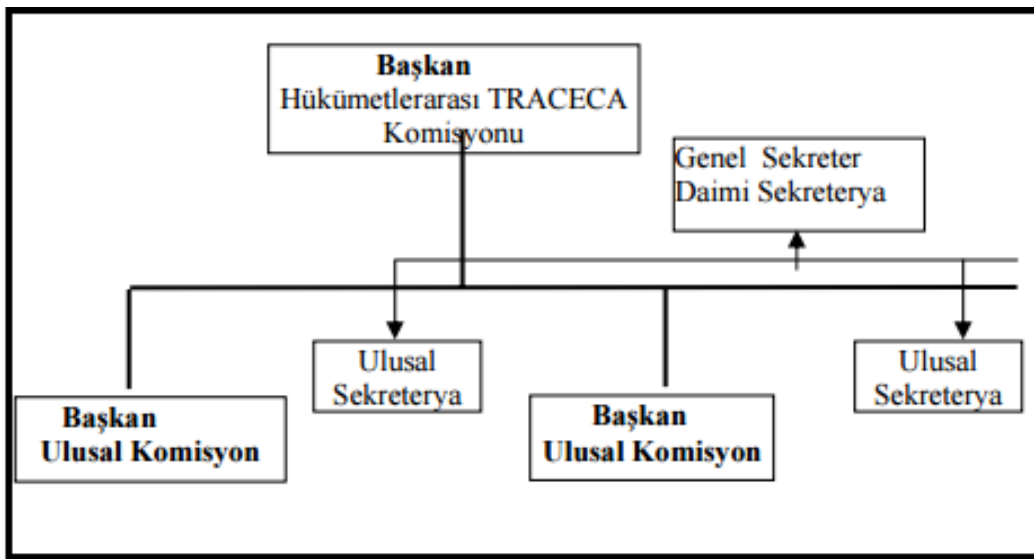 Başkan
Hükümetlerarası TRACECA
Komisyonu
Genel Sekreter
Daimi Sekreterya
Ulusal
Sekreterya
Ulusal
Sekreterya
Başkan
Ulusal Komisyon
Başkan
Ulusal Komisyon